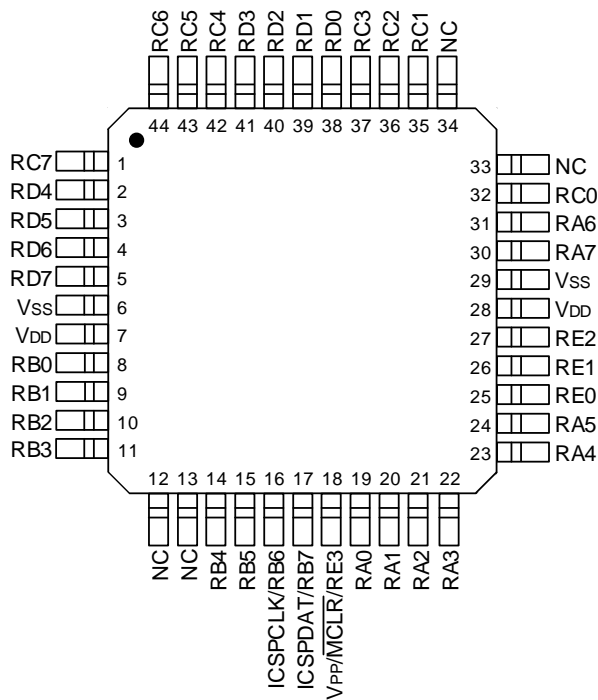 RC6
RC5
RC4
RD3
RD2
RD1
RD0
RC3
RC2
RC1
NC
44
43
42
41
40
39
38
37
36
35
34
RC7 1
RD4 2
RD5 3
RD6 4
RD7 5
VSS 6
VDD 7
RB0 8
RB1 9
RB2 10
RB3 11
33 NC
32 RC0
31 RA6
30 RA7
29 VSS
28 VDD
27 RE2
26 RE1
25 RE0
24 RA5
23 RA4
12
13
14
15
16
17
18
19
20
21
22
NC
NC
RB4
RB5
ICSPCLK/RB6
ICSPDAT/RB7
VPP/MCLR/RE3
RA0
RA1
RA2
RA3